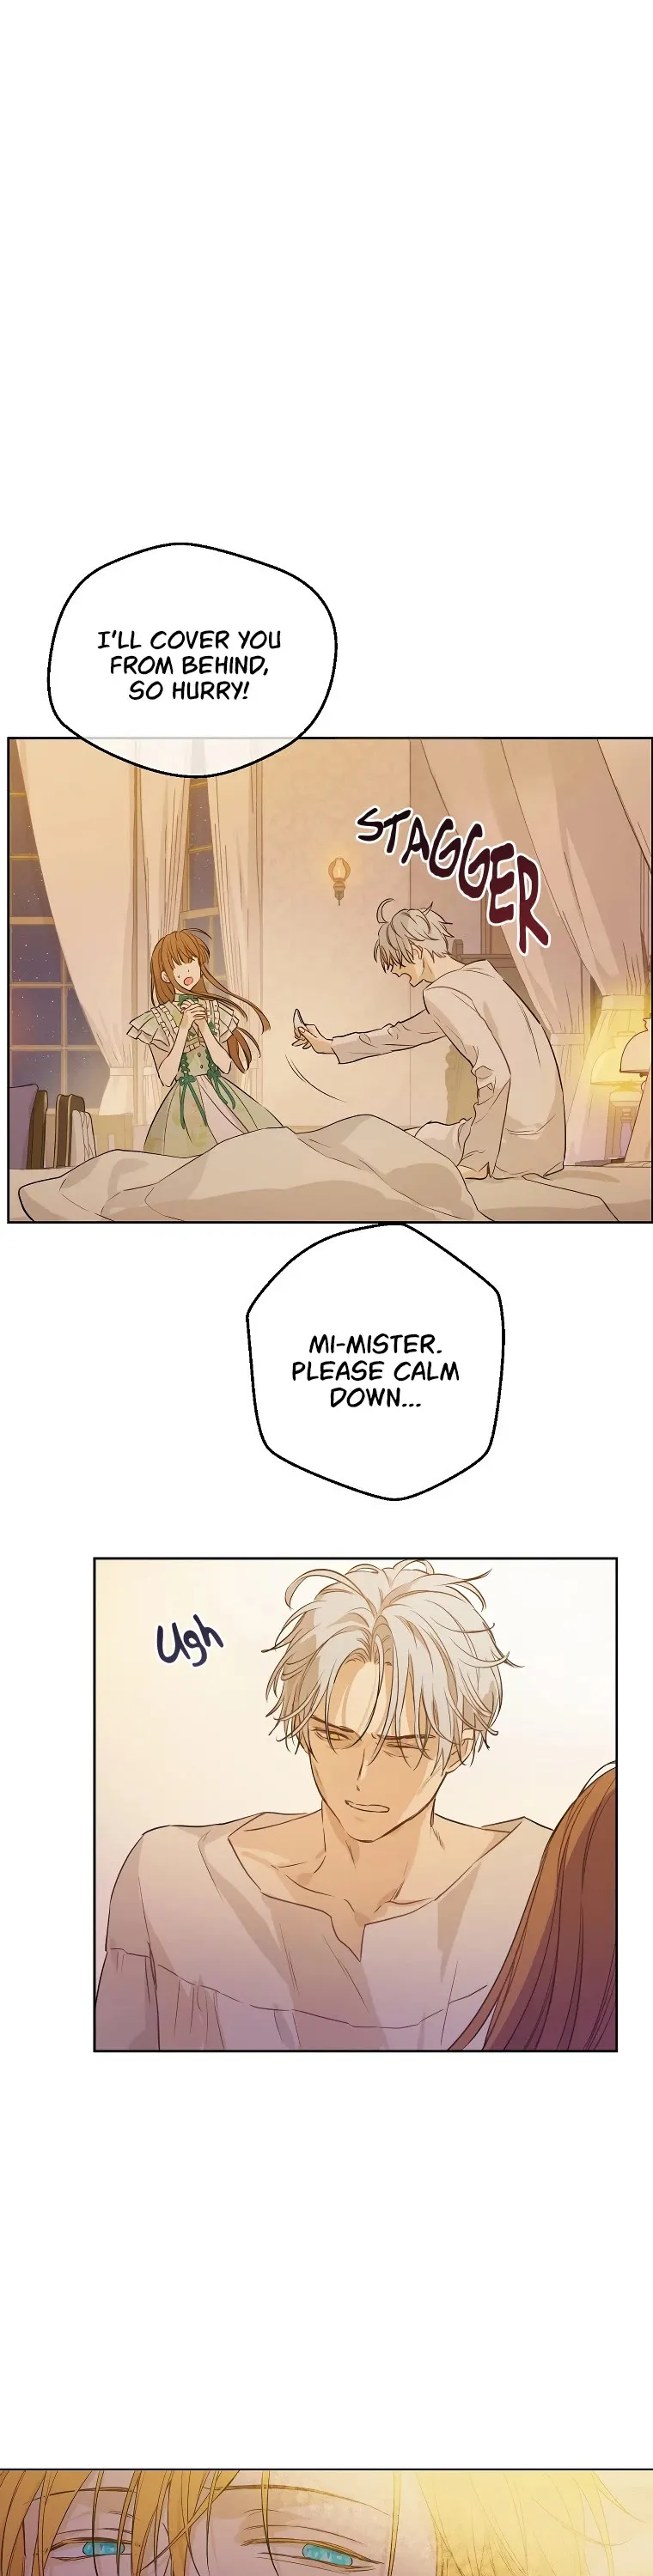 I'LL COVER YOU
FROM BEHIND,
SO HURRY!
STAGGER
MI-MISTER.
PLEASE CALM
DOWN...
Ugh